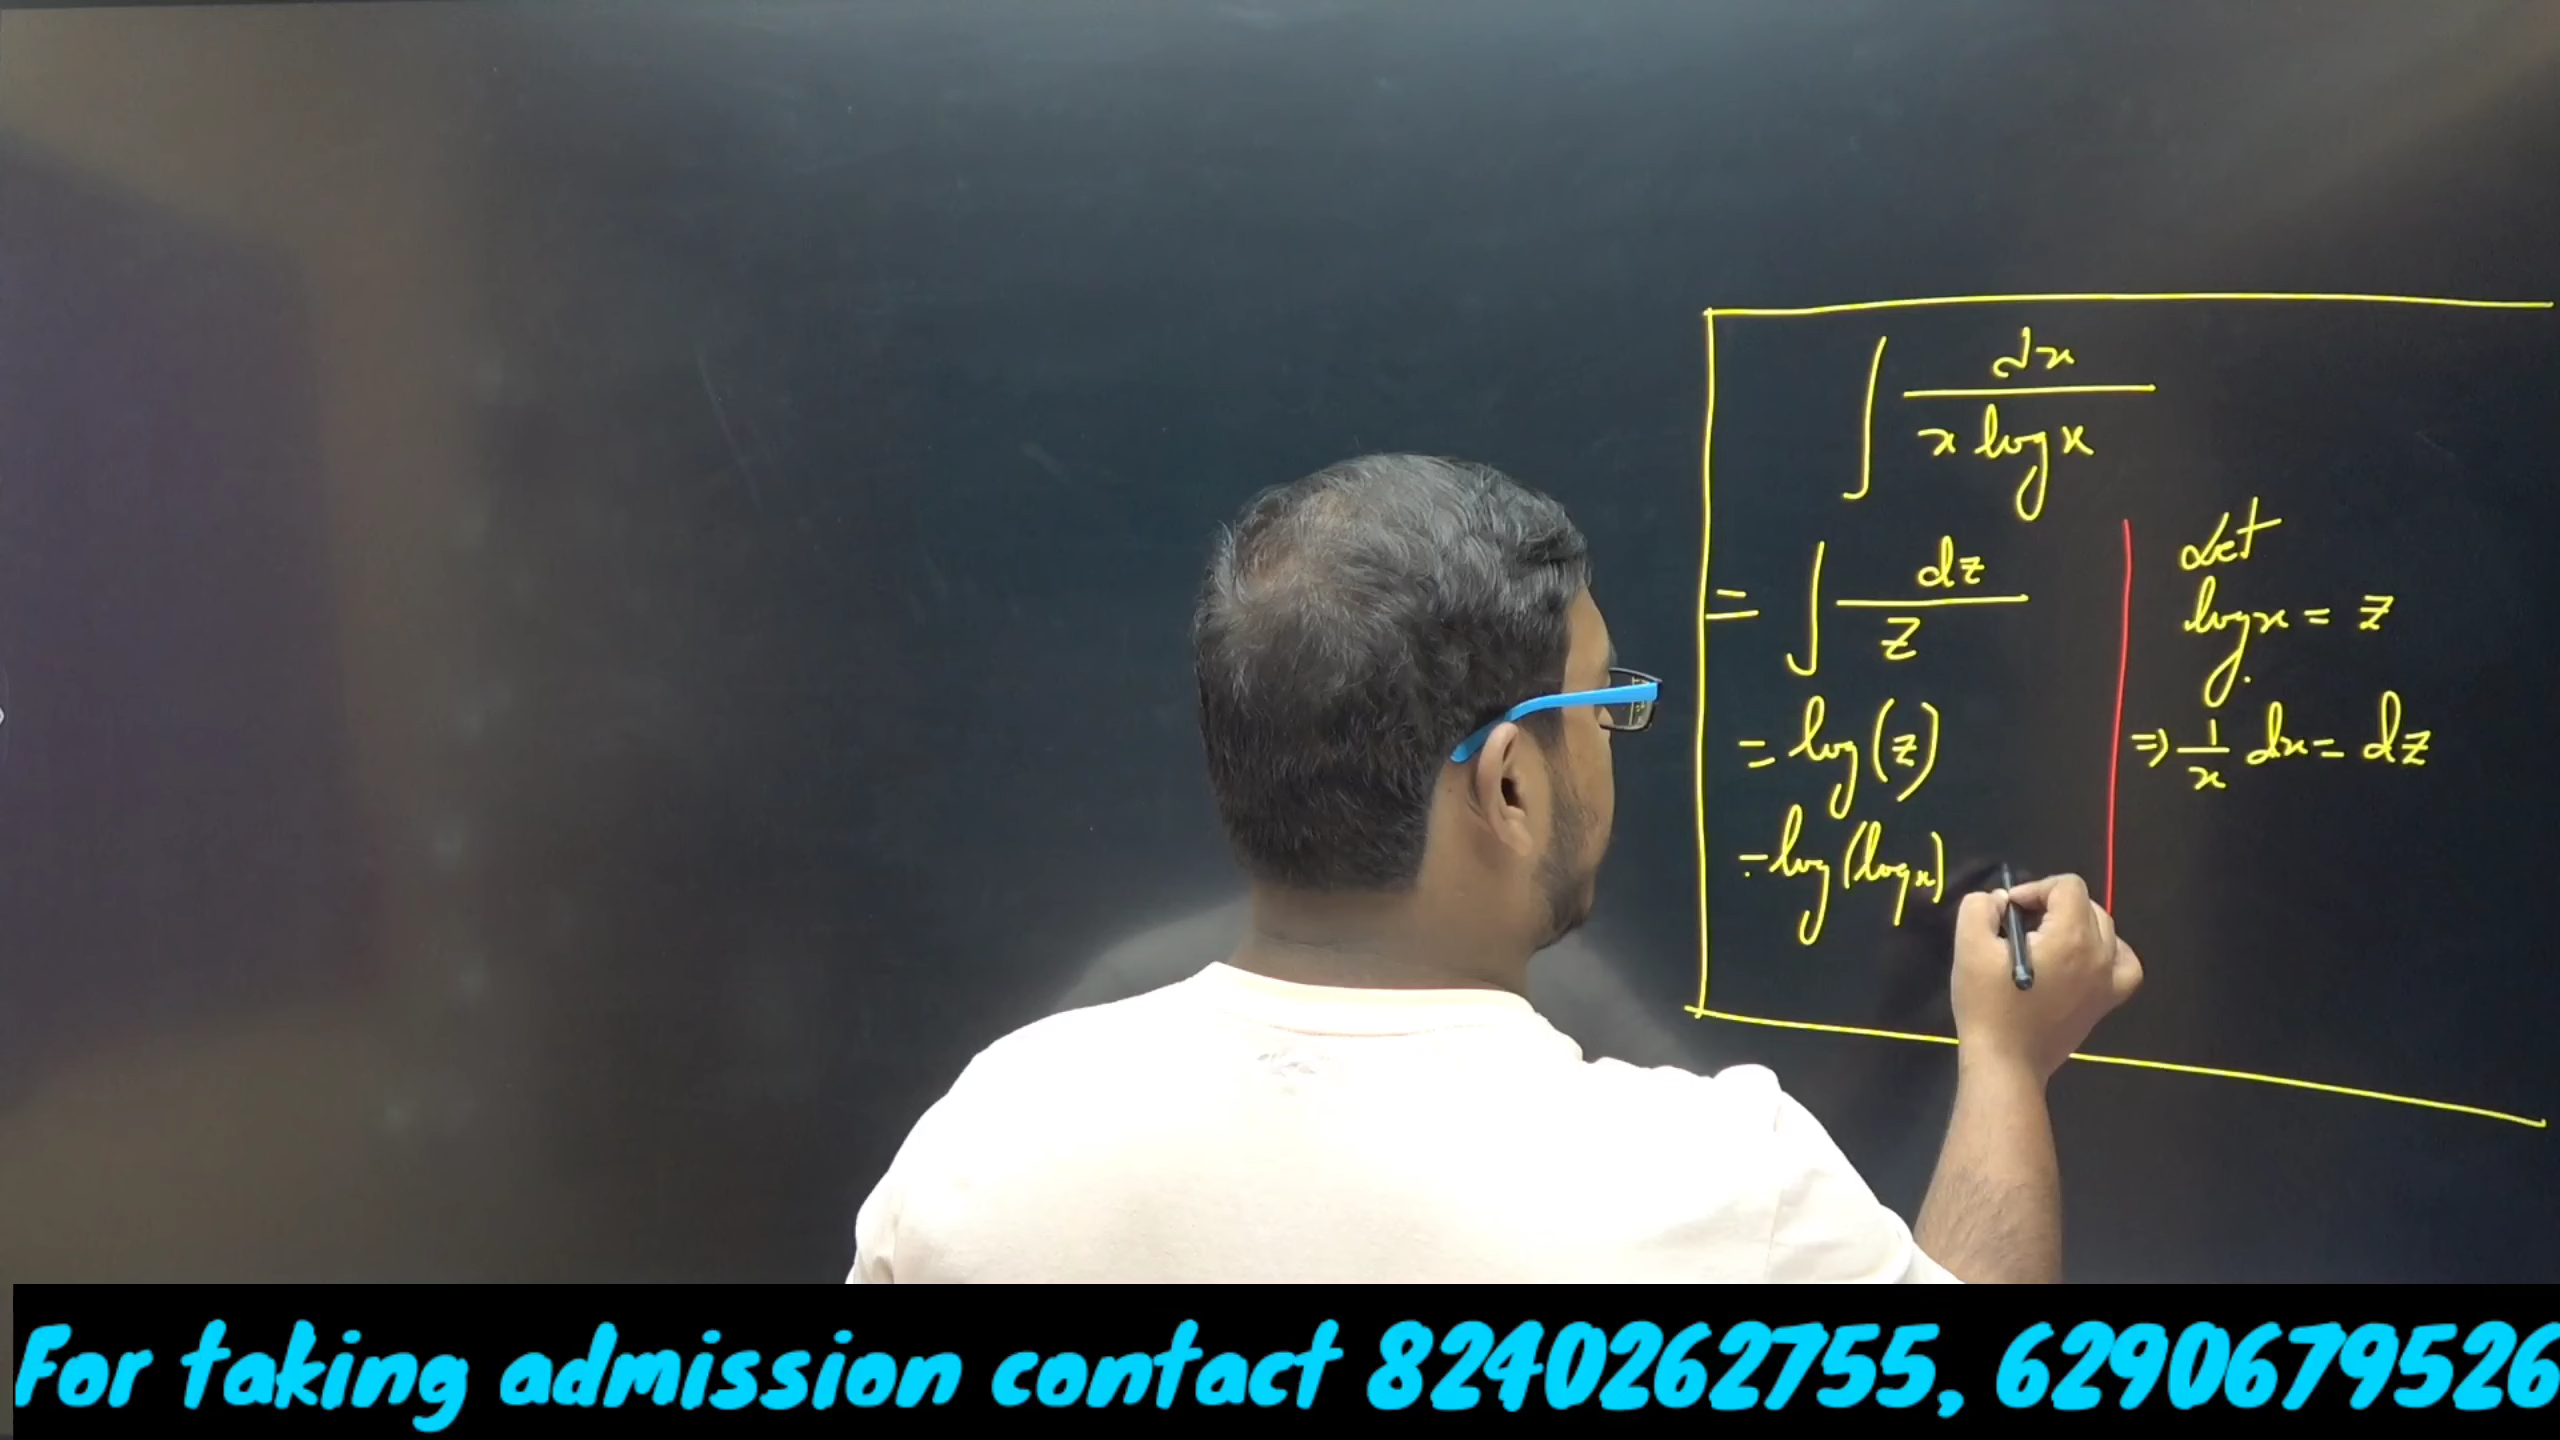 ∫ dx / (x log x)
= ∫ dz / z
= log(z)
= log(log x)
Let
log x = z
⇒ 1/x dx = dz
For taking admission contact 8240262755, 6290679526